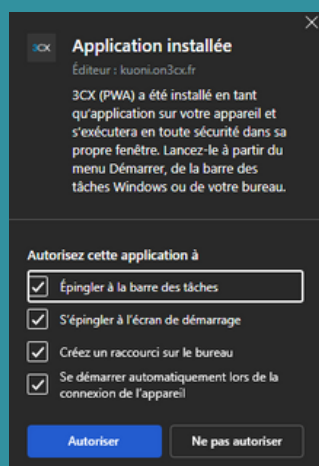 3CX
Application installée
Éditeur : kuoni.on3cx.fr
3CX (PWA) a été installé en tant
qu'application sur votre appareil et
s'exécutera en toute sécurité dans sa
propre fenêtre. Lancez-le à partir du
menu Démarrer, de la barre des
tâches Windows ou de votre bureau.
Autorisez cette application à
Épingler à la barre des tâches
S'épingler à l'écran de démarrage
Créez un raccourci sur le bureau
Se démarrer automatiquement lors de la
connexion de l'appareil
Autoriser
Ne pas autoriser